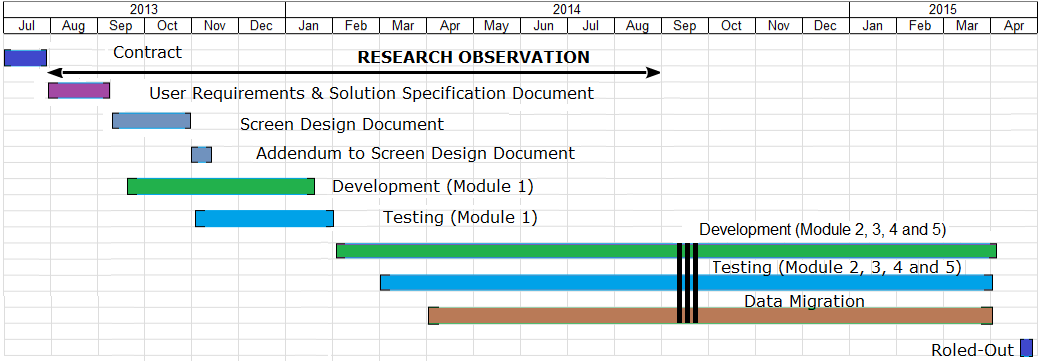 2013 2014 2015
Jul Aug Sep Oct Nov Dec Jan Feb Mar Apr May Jun Jul Aug Sep Oct Nov Dec Jan Feb Mar Apr
Contract
RESEARCH OBSERVATION
User Requirements & Solution Specification Document
Screen Design Document
Addendum to Screen Design Document
Development (Module 1)
Testing (Module 1)
Development (Module 2, 3, 4 and 5)
Testing (Module 2, 3, 4 and 5)
Data Migration
Roled-Out